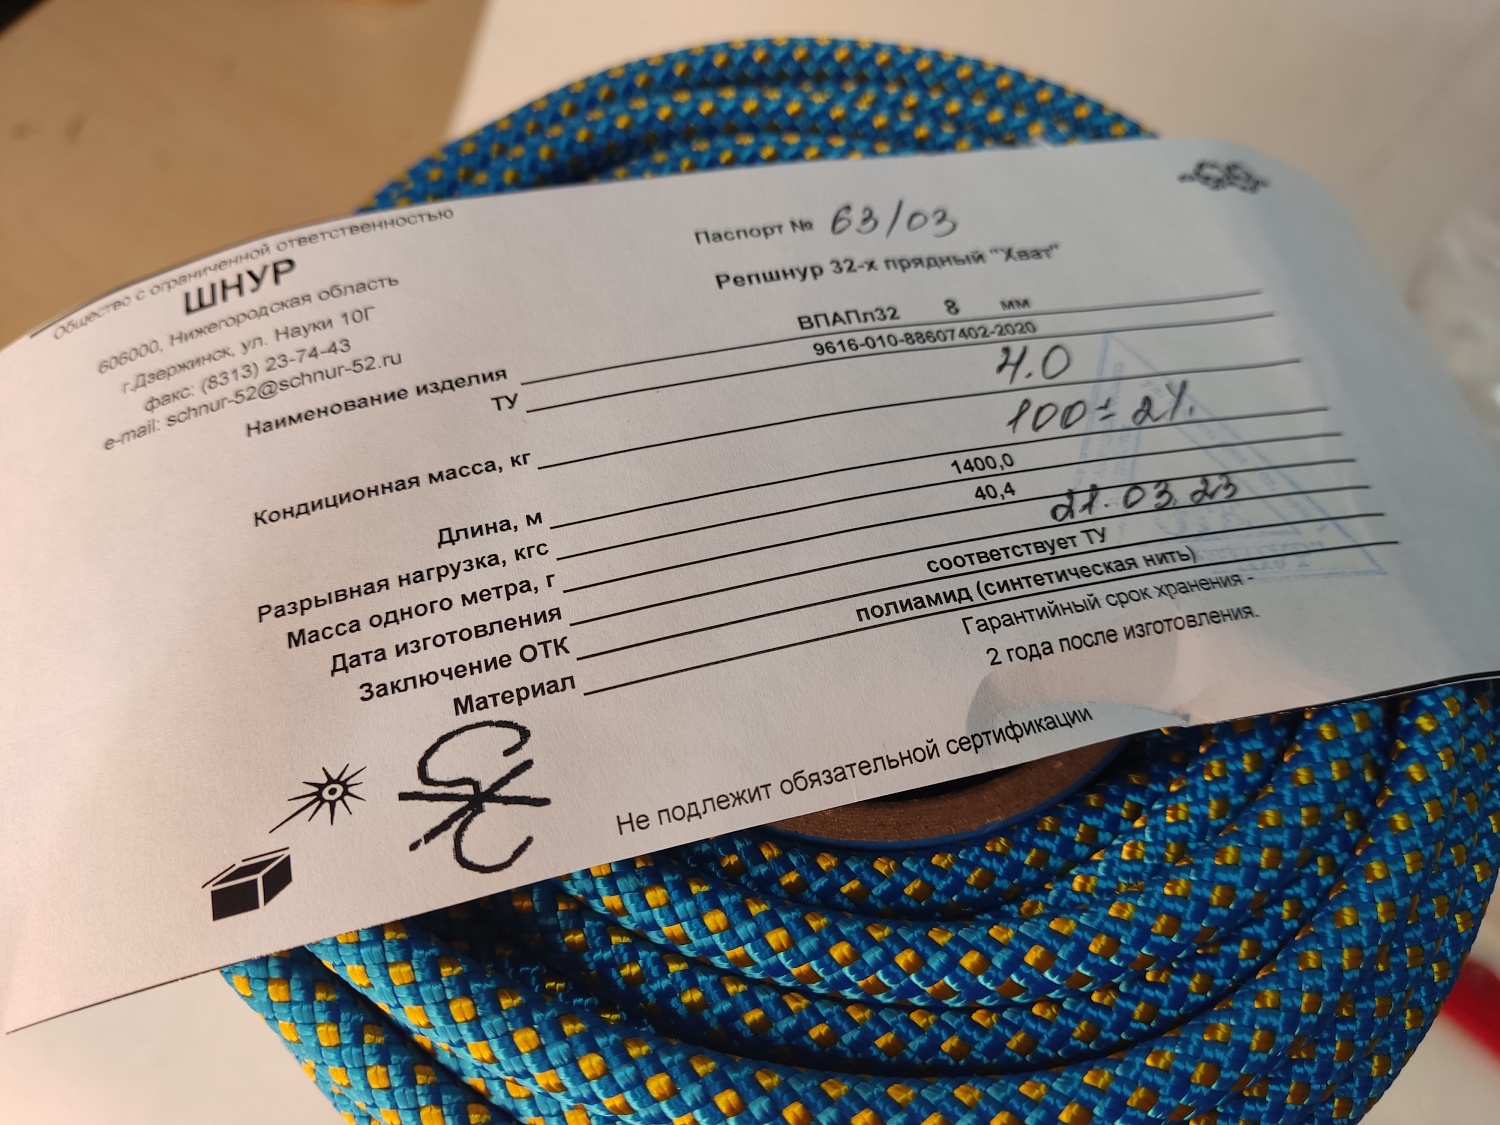 Общество с ограниченной ответственностью
ШНУР
606000, Нижегородская область
г.Дзержинск, ул. Науки 10Г
факс: (8313) 23-74-43
e-mail: schnur-52@schnur-52.ru
Паспорт № 63/03
Репшнур 32-х прядный "Хват"
Наименование изделия ВПАПл32 8 мм
ТУ 9616-010-88607402-2020
Кондиционная масса, кг 4.0
Длина, м 100 ± 2%
Разрывная нагрузка, кгс 1400,0
Масса одного метра, г 40,4
Дата изготовления 21.03.23
Заключение ОТК соответствует ТУ
Материал полиамид (синтетическая нить)
Гарантийный срок хранения -
2 года после изготовления.
Не подлежит обязательной сертификации